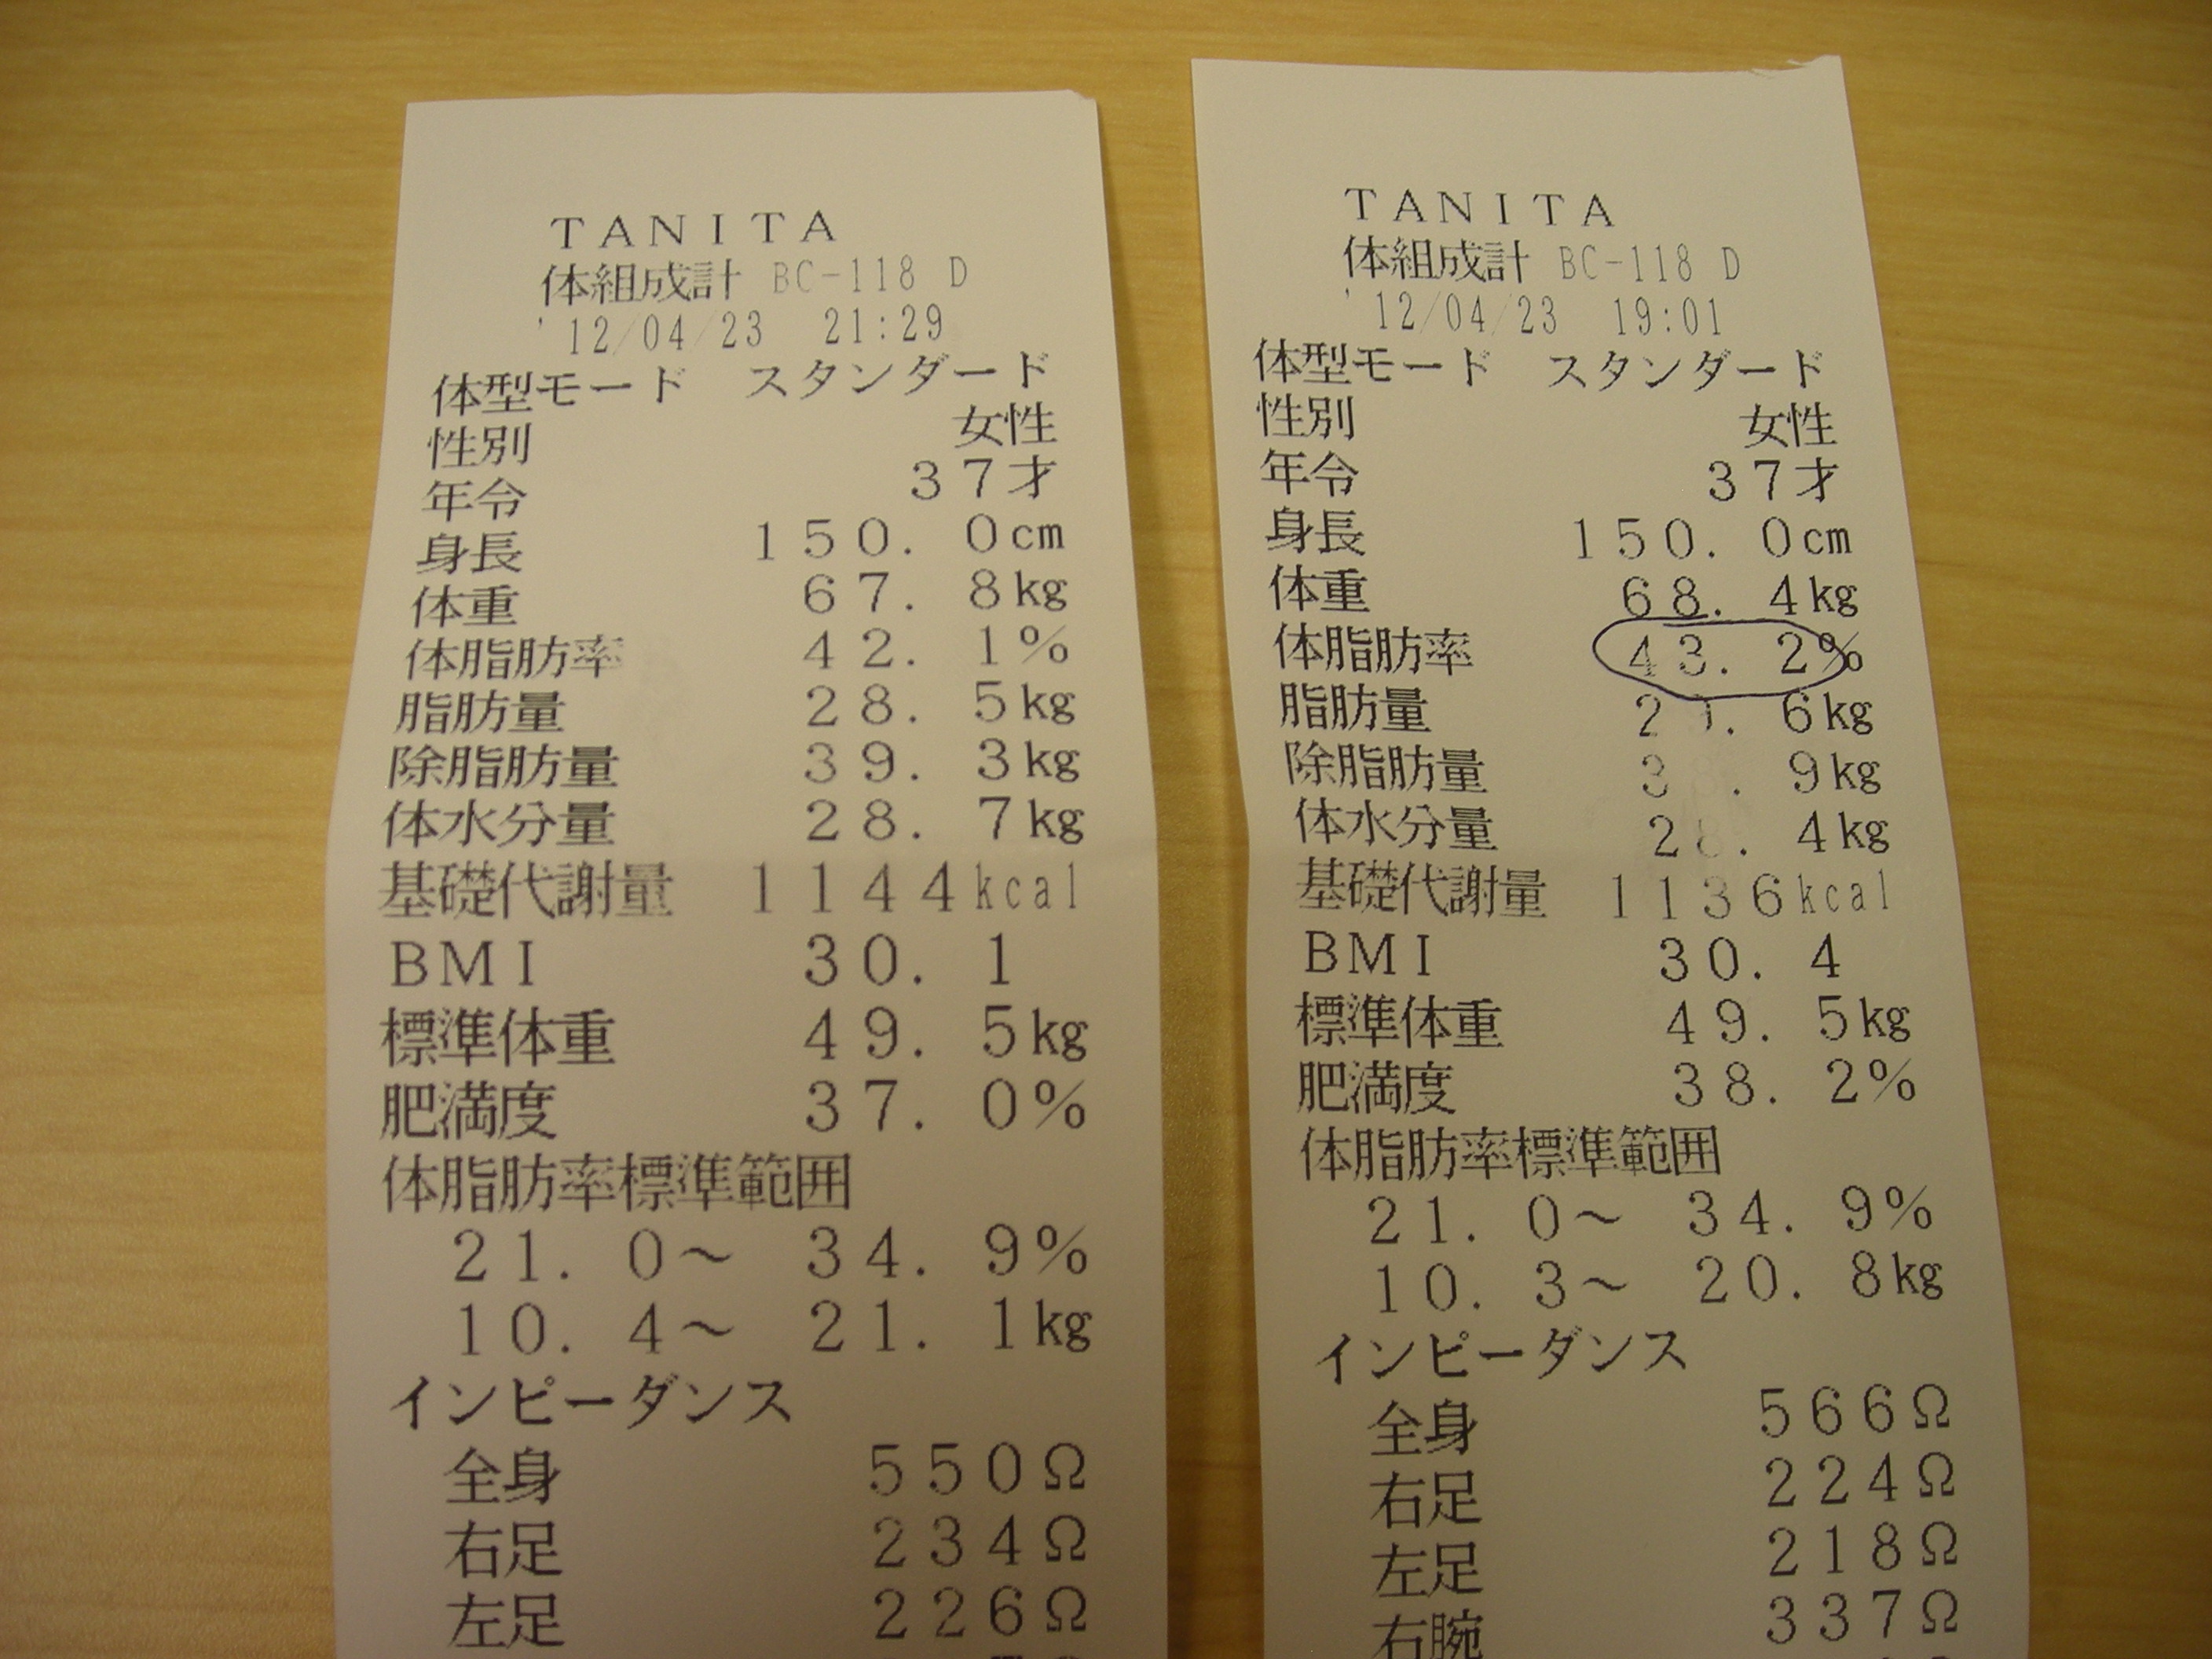 TANITA
体組成計 BC-118 D
'12/04/23 21:29
体型モード スタンダード
性別 女性
年令 37才
身長 150.0cm
体重 67.8kg
体脂肪率 42.1%
脂肪量 28.5kg
除脂肪量 39.3kg
体水分量 28.7kg
基礎代謝量 1144kcal
BMI 30.1
標準体重 49.5kg
肥満度 37.0%
体脂肪率標準範囲
21.0～ 34.9%
10.4～ 21.1kg
インピーダンス
全身 550Ω
右足 234Ω
左足 226Ω
TANITA
体組成計 BC-118 D
'12/04/23 19:01
体型モード スタンダード
性別 女性
年令 37才
身長 150.0cm
体重 68.4kg
体脂肪率 43.2%
脂肪量
除脂肪量
体水分量 28.4kg
基礎代謝量 1136kcal
BMI 30.4
標準体重 49.5kg
肥満度 38.2%
体脂肪率標準範囲
21.0～ 34.9%
10.3～ 20.8kg
インピーダンス
全身 566Ω
右足 224Ω
左足 218Ω
右腕 337Ω